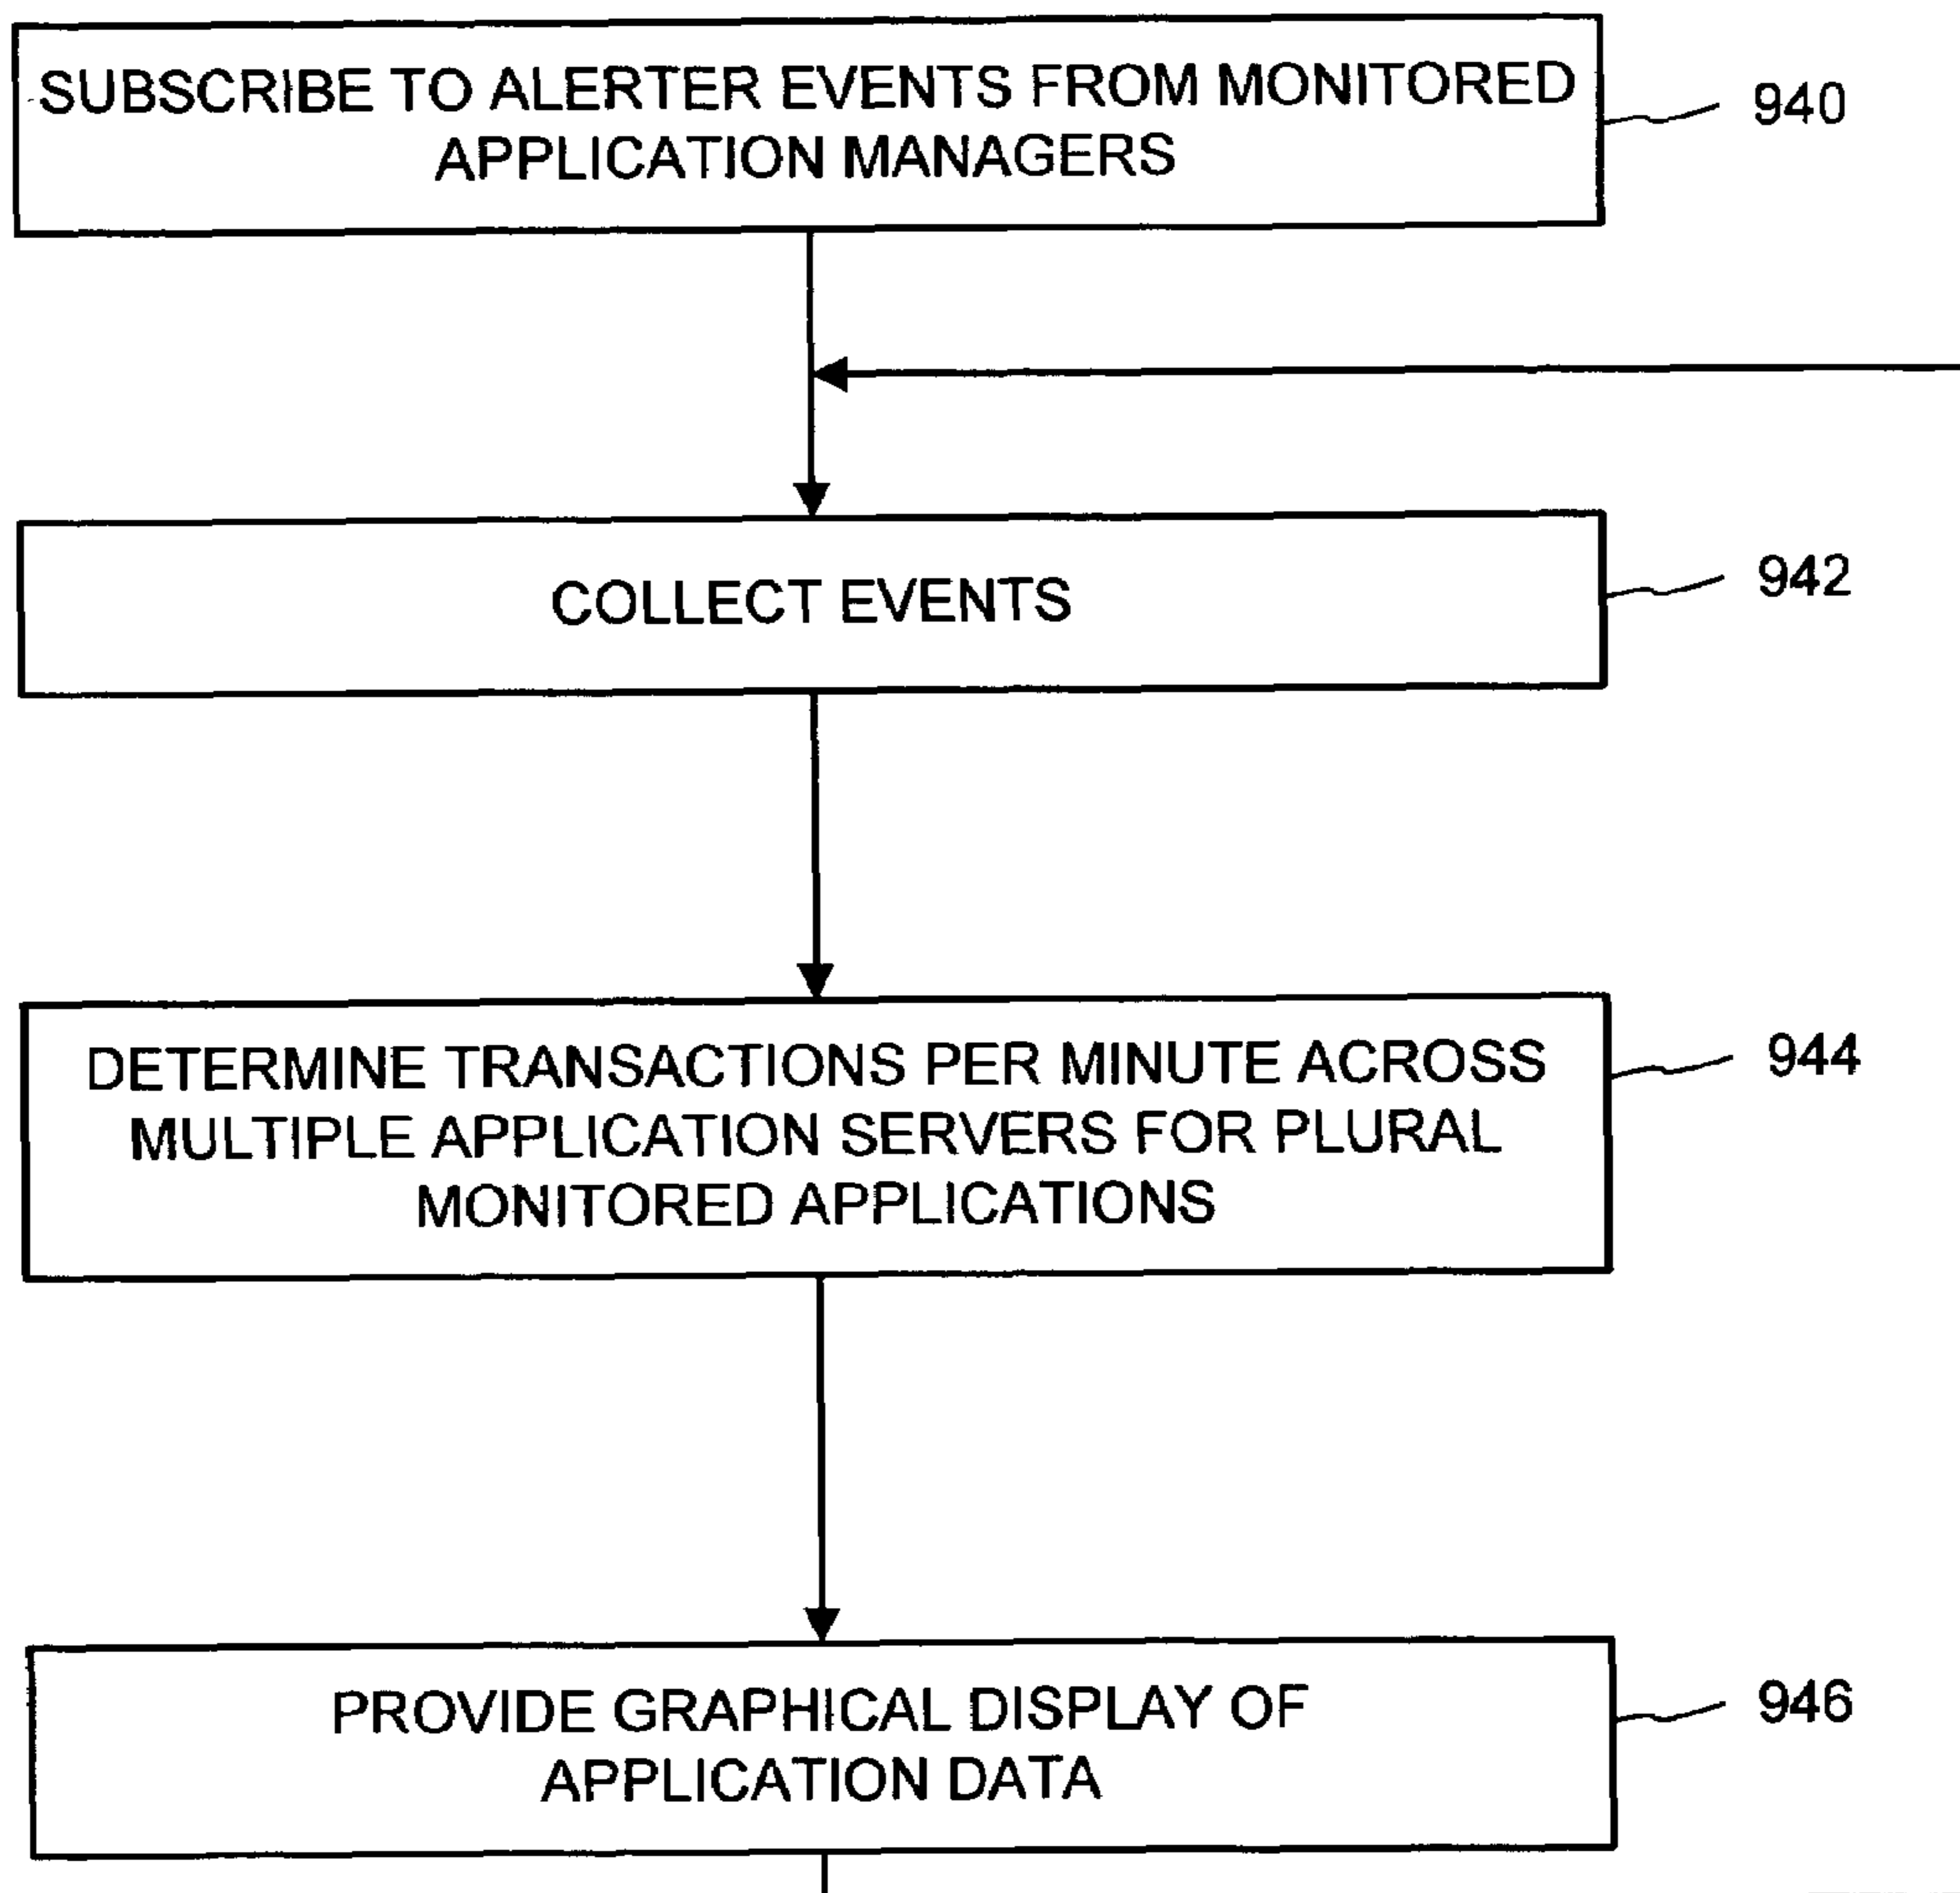 SUBSCRIBE TO ALERTER EVENTS FROM MONITORED
APPLICATION MANAGERS
940
COLLECT EVENTS
942
DETERMINE TRANSACTIONS PER MINUTE ACROSS
MULTIPLE APPLICATION SERVERS FOR PLURAL
MONITORED APPLICATIONS
944
PROVIDE GRAPHICAL DISPLAY OF
APPLICATION DATA
946